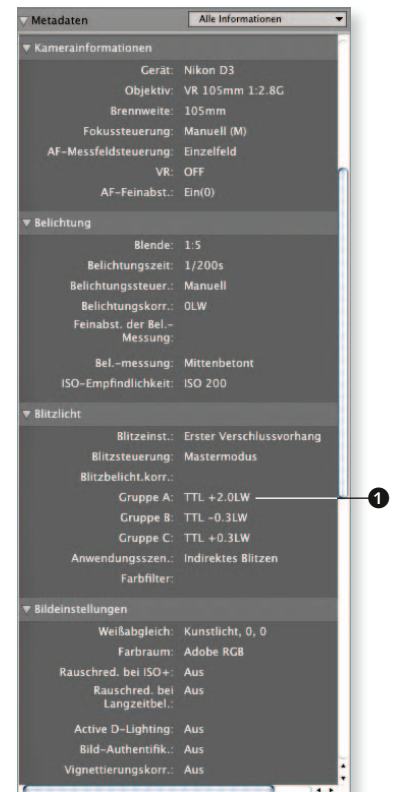 Metadaten Alle Informationen
Kamerainformationen
Gerät: Nikon D3
Objektiv: VR 105mm 1:2.8G
Brennweite: 105mm
Fokussteuerung: Manuell (M)
AF-Messfeldsteuerung: Einzelfeld
VR: OFF
AF-Feinabst.: Ein(0)
Belichtung
Blende: 1:5
Belichtungszeit: 1/200s
Belichtungssteuer.: Manuell
Belichtungskorr.: 0LW
Feinabst. der Bel.-
Messung:
Bel.-messung: Mittenbetont
ISO-Empfindlichkeit: ISO 200
Blitzlicht
Blitzeinst.: Erster Verschlussvorhang
Blitzsteuerung: Mastermodus
Blitzbelicht.korr.:
Gruppe A: TTL +2.0LW 1
Gruppe B: TTL -0.3LW
Gruppe C: TTL +0.3LW
Anwendungsszen.: Indirektes Blitzen
Farbfilter:
Bildeinstellungen
Weißabgleich: Kunstlicht, 0, 0
Farbraum: Adobe RGB
Rauschred. bei ISO+: Aus
Rauschred. bei Aus
Langzeitbel.:
Active D-Lighting: Aus
Bild-Authentifik.: Aus
Vignettierungskorr.: Aus